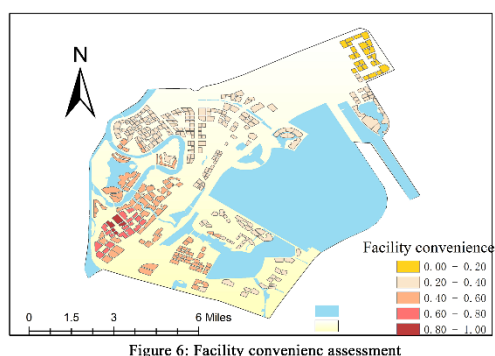 N
Facility convenience
0.00 - 0.20
0.20 - 0.40
0.40 - 0.60
0.60 - 0.80
0.80 - 1.00
0 1.5 3 6 Miles
Figure 6: Facility convenienc assessment